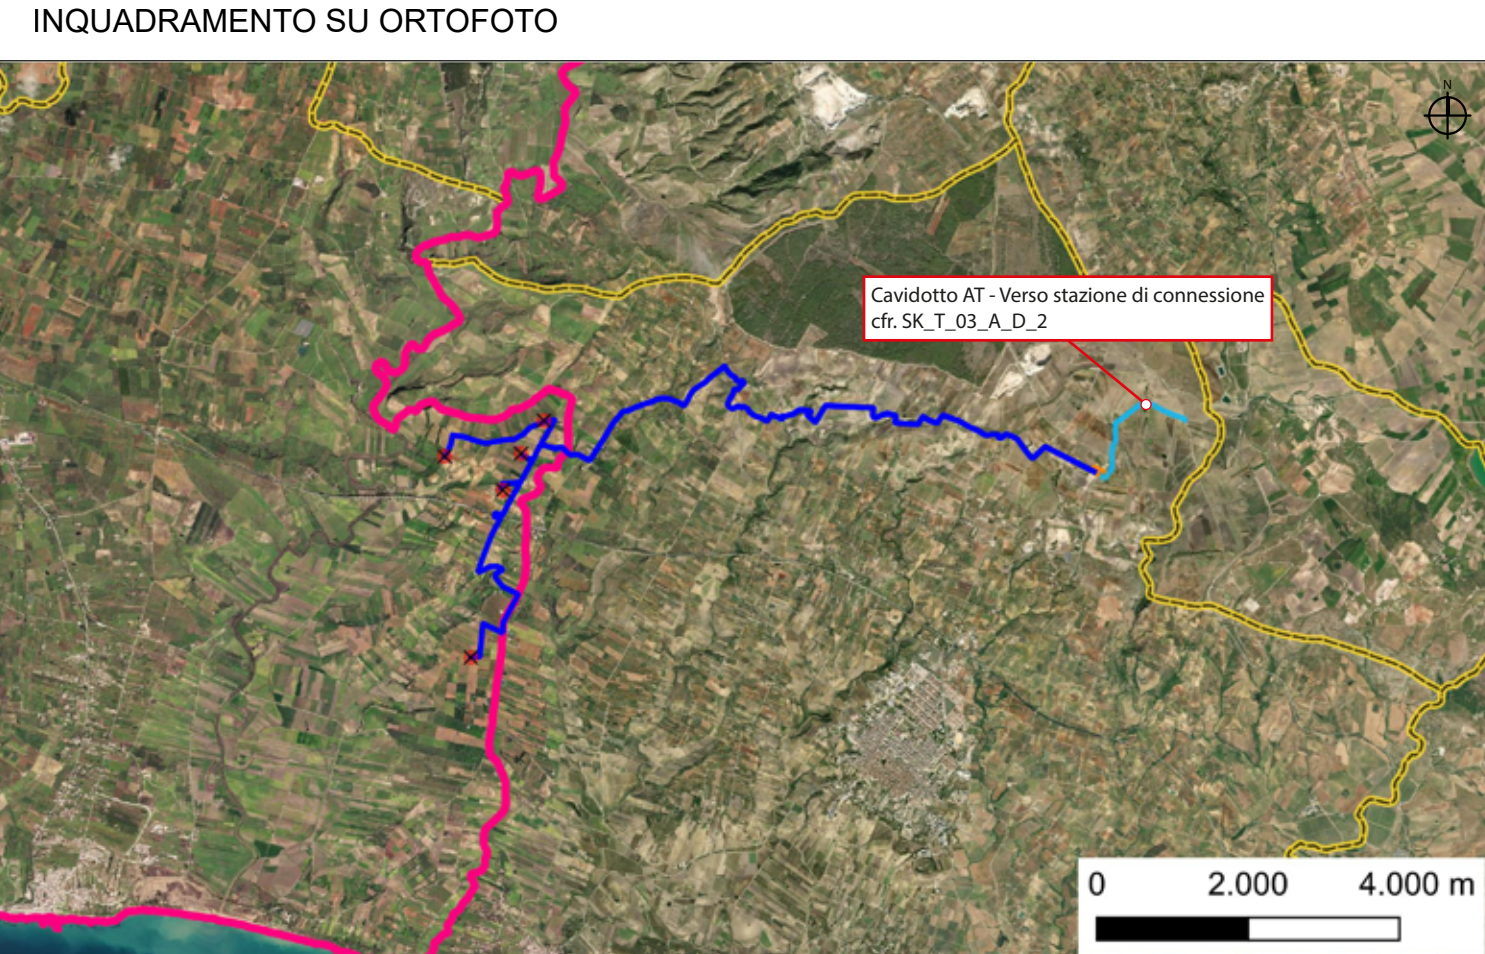 INQUADRAMENTO SU ORTOFOTO
N
Cavidotto AT - Verso stazione di connessione
cfr. SK_T_03_A_D_2
0 2.000 4.000 m